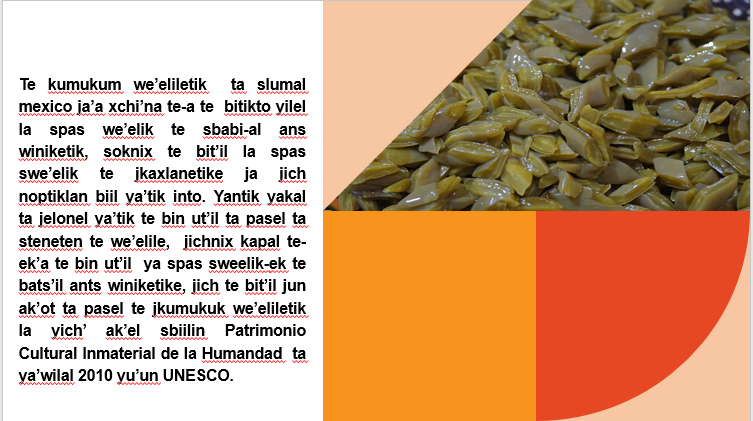 Te kumukum we’eliletik ta slumal
mexico ja’a xchi’na te-a te bitikto yilel
la spas we’elik te sbabi-al ans
winiketik, soknix te bit’il la spas
swe’elik te jkaxlanetike ja jich
noptiklan biil ya’tik into. Yantik yakal
ta jelonel ya’tik te bin ut’il ta pasel ta
steneten te we’elile, jichnix kapal te-
ek’a te bin ut’il ya spas sweelik-ek te
bats’il ants winiketike, jich te bit’il jun
ak’ot ta pasel te jkumukuk we’eliletik
la yich’ ak’el sbiilin Patrimonio
Cultural Inmaterial de la Humandad ta
ya’wilal 2010 yu’un UNESCO.